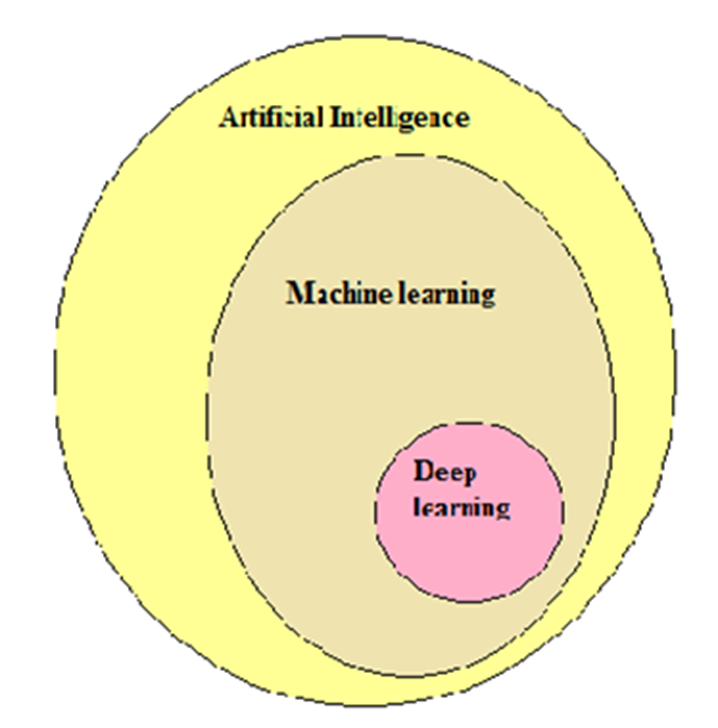 Artificial Intelligence
Machine learning
Deep
learning